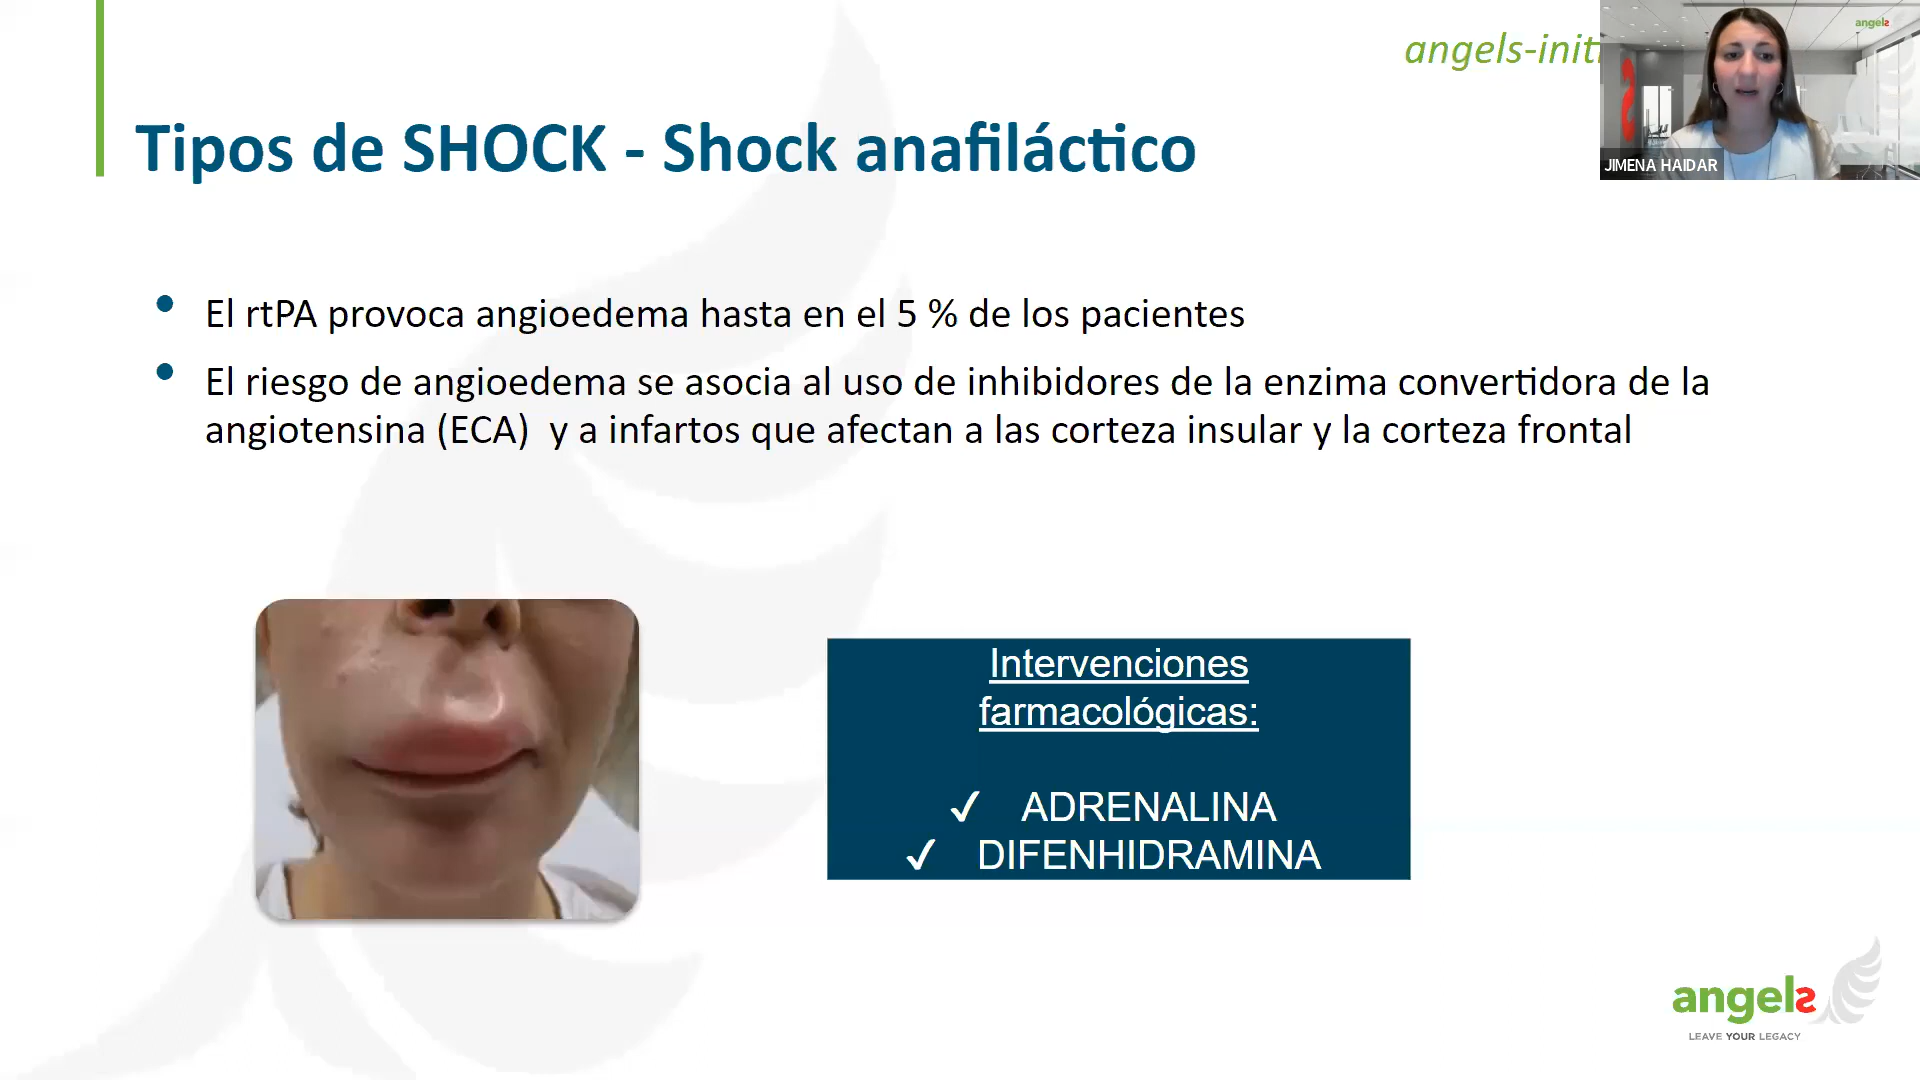 angels-init
angels
JIMENA HAIDAR
Tipos de SHOCK - Shock anafiláctico
• El rtPA provoca angioedema hasta en el 5 % de los pacientes
• El riesgo de angioedema se asocia al uso de inhibidores de la enzima convertidora de la
angiotensina (ECA) y a infartos que afectan a las corteza insular y la corteza frontal
Intervenciones
farmacológicas:
✓ ADRENALINA
✓ DIFENHIDRAMINA
angels
LEAVE YOUR LEGACY